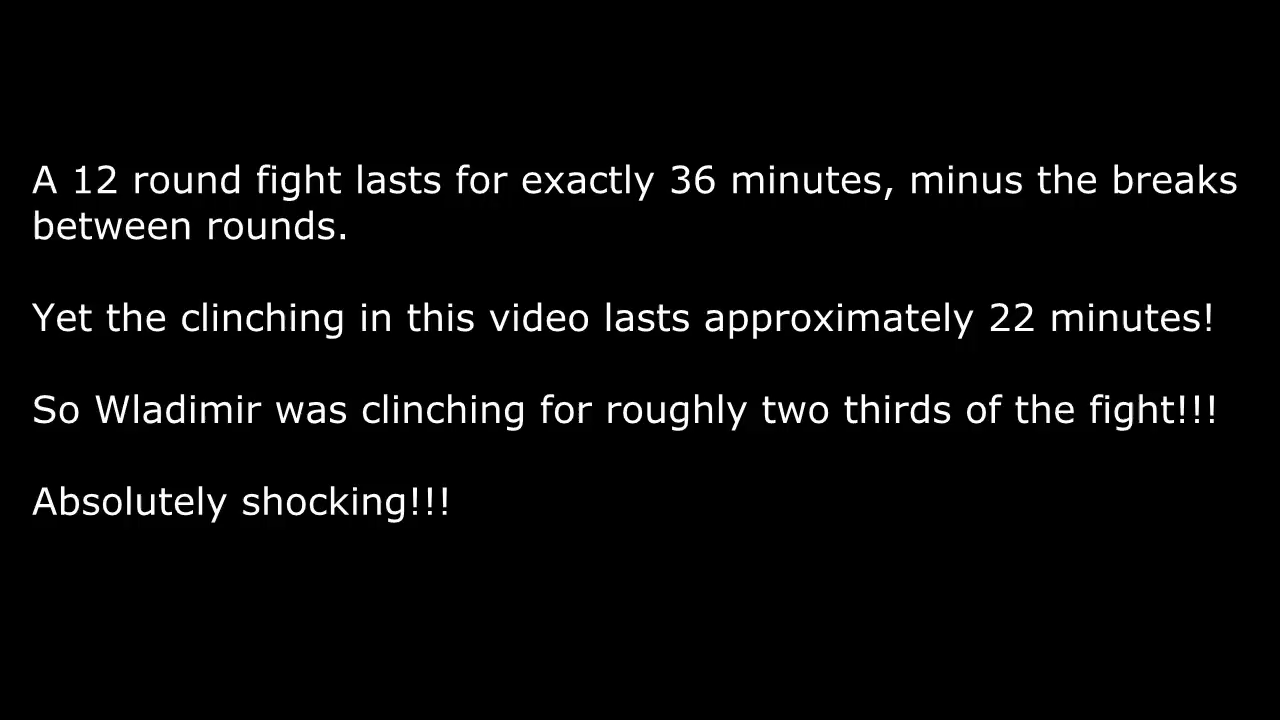 A 12 round fight lasts for exactly 36 minutes, minus the breaks
between rounds.
Yet the clinching in this video lasts approximately 22 minutes!
So Wladimir was clinching for roughly two thirds of the fight!!!
Absolutely shocking!!!